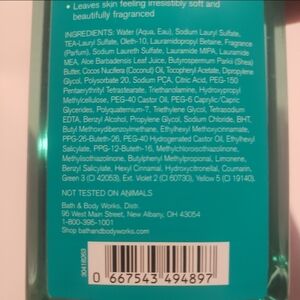 • Leaves skin feeling irresistibly soft and
beautifully fragranced
INGREDIENTS: Water (Aqua, Eau), Sodium Lauryl Sulfate,
TEA-Lauryl Sulfate, Oleth-10, Lauramidopropyl Betaine, Fragrance
(Parfum), Sodium Laureth Sulfate, Lauramide MIPA, Lauramide
MEA, Aloe Barbadensis Leaf Juice, Butyrospermum Parkii (Shea)
Butter, Cocos Nucifera (Coconut) Oil, Tocopheryl Acetate, Dipropylene
Glycol, Polysorbate 20, Sodium PCA, Citric Acid, PEG-150
Pentaerythrityl Tetrastearate, Triethanolamine, Hydroxypropyl
Methylcellulose, PEG-40 Castor Oil, PEG-6 Caprylic/Capric
Glycerides, Polyquaternium-7, Triethylene Glycol, Tetrasodium
EDTA, Benzyl Alcohol, Propylene Glycol, Sodium Chloride, BHT,
Butyl Methoxydibenzoylmethane, Ethylhexyl Methoxycinnamate,
PPG-26-Buteth-26, PEG-40 Hydrogenated Castor Oil, Ethylhexyl
Salicylate, PPG-12-Buteth-16, Methylchloroisothiazolinone,
Methylisothiazolinone, Butylphenyl Methylpropional, Limonene,
Benzyl Salicylate, Hexyl Cinnamal, Hydroxycitronellal, Coumarin,
Green 3 (CI 42053), Ext. Violet 2 (CI 60730), Yellow 5 (CI 19140).
NOT TESTED ON ANIMALS
Bath & Body Works, Distr.
95 West Main Street, New Albany, OH 43054
1-800-395-1001
Shop bathandbodyworks.com
0 667543 494897